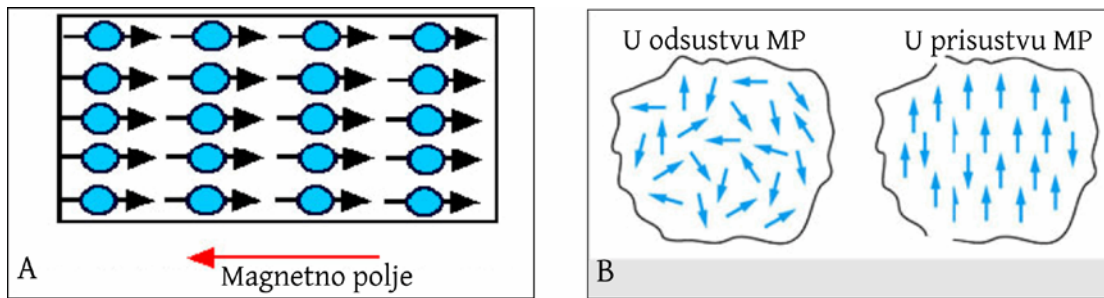 A
Magnetno polje
U odsustvu MP
U prisustvu MP
B